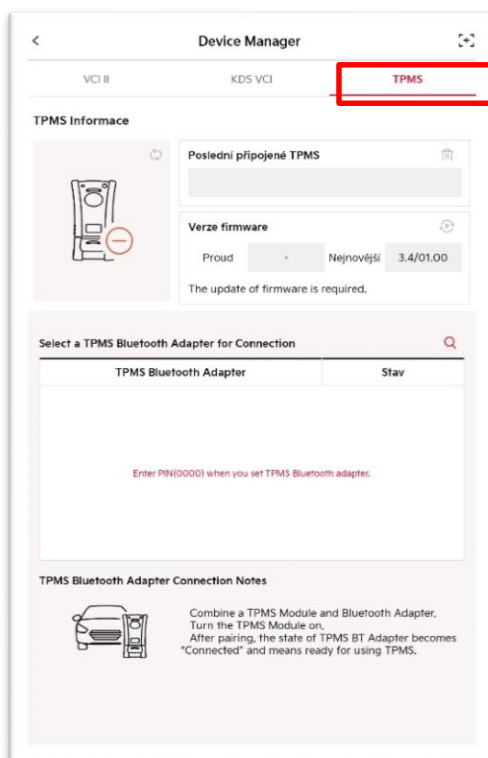 Device Manager
VCI II
KDS VCI
TPMS
TPMS Informace
Poslední připojené TPMS
Verze firmware
Proud
-
Nejnovější
3.4/01.00
The update of firmware is required.
Select a TPMS Bluetooth Adapter for Connection
TPMS Bluetooth Adapter
Stav
Enter PIN(0000) when you set TPMS Bluetooth adapter.
TPMS Bluetooth Adapter Connection Notes
Combine a TPMS Module and Bluetooth Adapter,
Turn the TPMS Module on,
After pairing, the state of TPMS BT Adapter becomes
"Connected" and means ready for using TPMS.